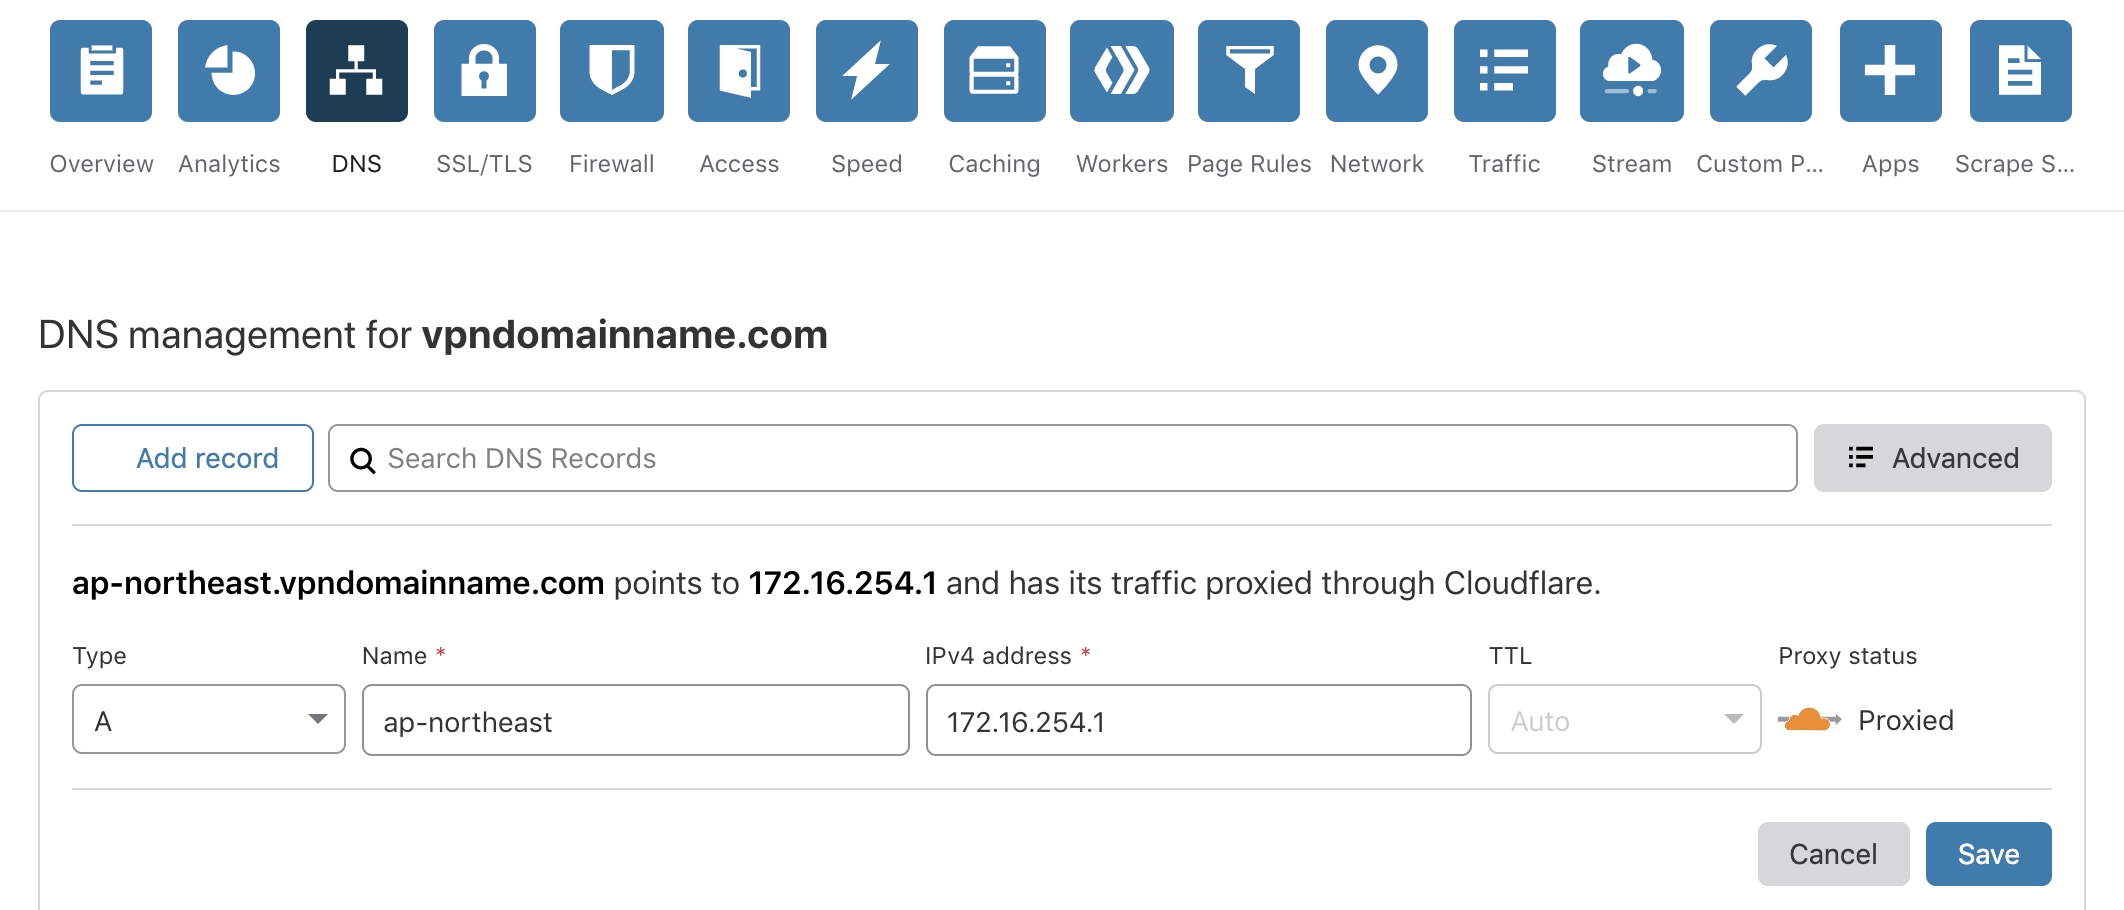 Overview Analytics DNS SSL/TLS Firewall Access Speed Caching Workers Page Rules Network Traffic Stream Custom P... Apps Scrape S...
DNS management for vpndomainname.com
Add record Search DNS Records Advanced
ap-northeast.vpndomainname.com points to 172.16.254.1 and has its traffic proxied through Cloudflare.
Type Name * IPv4 address * TTL Proxy status
A ap-northeast 172.16.254.1 Auto Proxied
Cancel Save